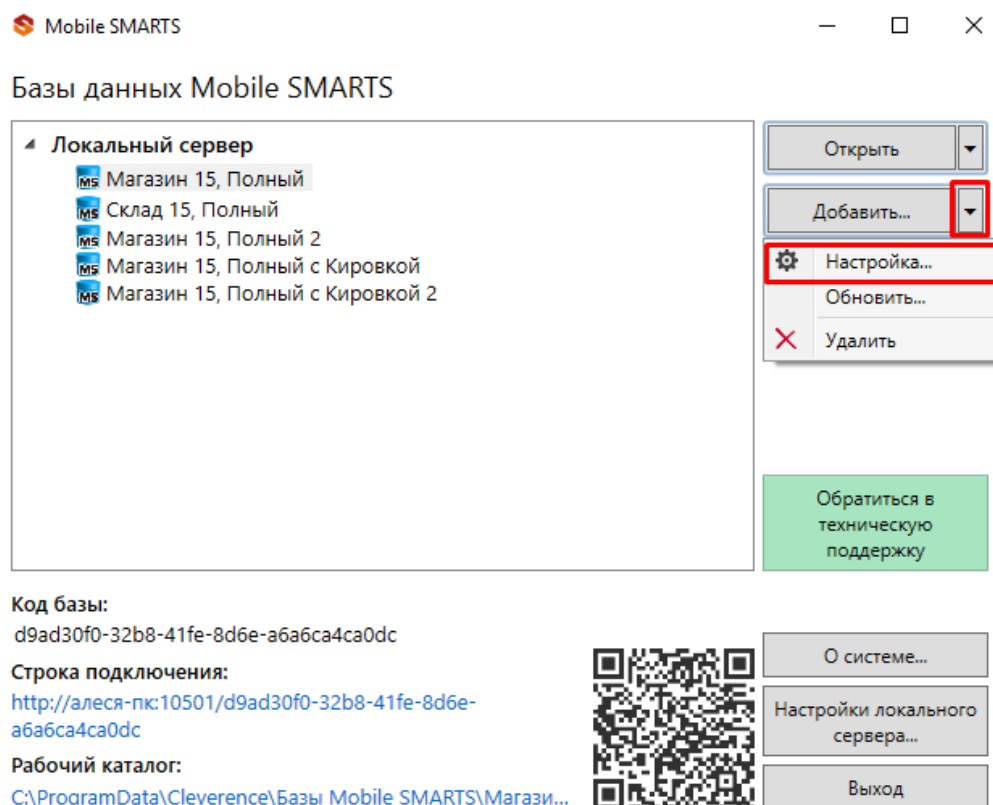 Mobile SMARTS
Базы данных Mobile SMARTS
Локальный сервер
Магазин 15, Полный
Склад 15, Полный
Магазин 15, Полный 2
Магазин 15, Полный с Кировкой
Магазин 15, Полный с Кировкой 2
Открыть
Добавить...
Настройка...
Обновить...
Удалить
Обратиться в
техническую
поддержку
Код базы:
d9ad30f0-32b8-41fe-8d6e-a6a6ca4ca0dc
Строка подключения:
http://алеся-пк:10501/d9ad30f0-32b8-41fe-8d6e-
a6a6ca4ca0dc
Рабочий каталог:
C:\ProgramData\Cleverence\Базы Mobile SMARTS\Магази...
О системе...
Настройки локального
сервера...
Выход